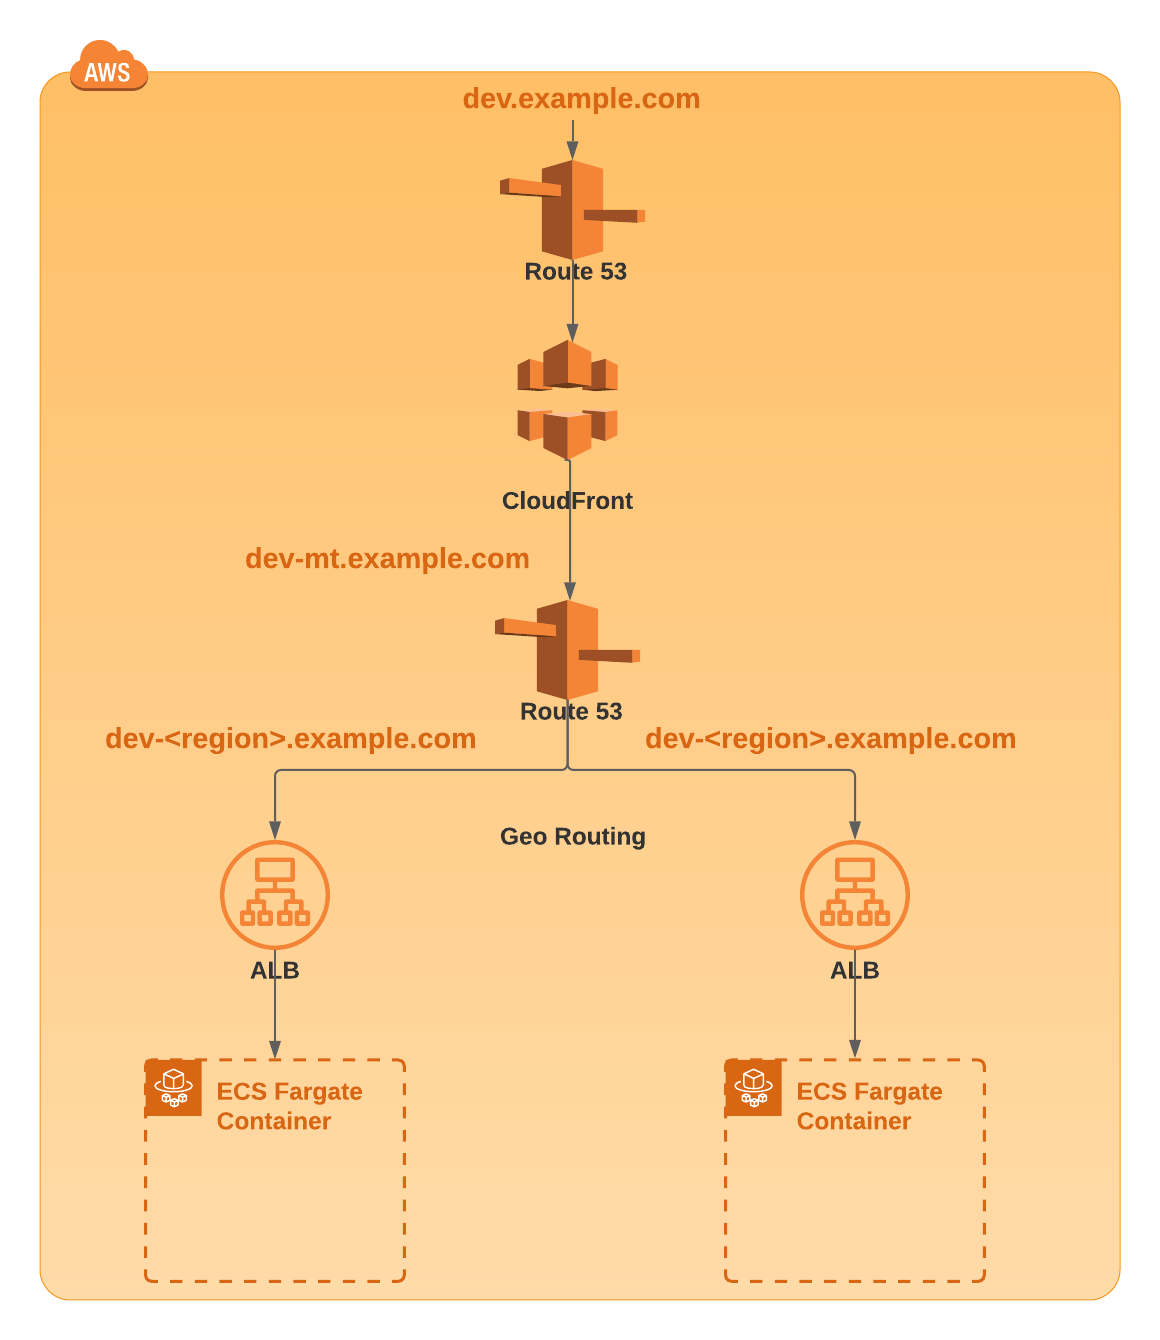 AWS
dev.example.com
Route 53
CloudFront
dev-mt.example.com
Route 53
dev-<region>.example.com
dev-<region>.example.com
Geo Routing
ALB
ALB
ECS Fargate
Container
ECS Fargate
Container